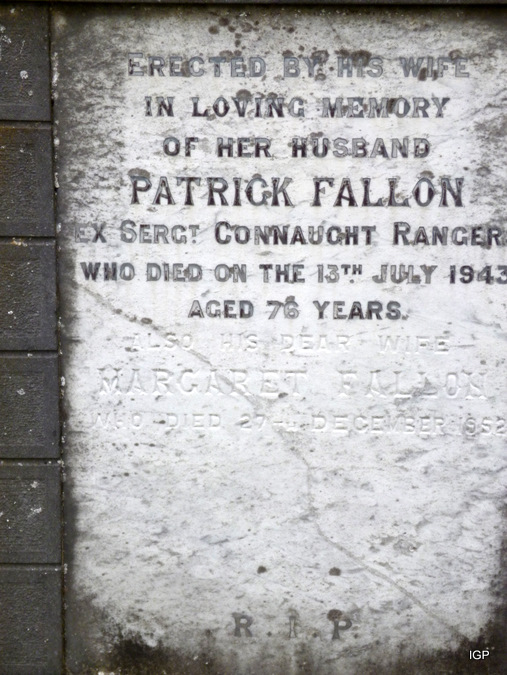 ERECTED BY HIS WIFE
IN LOVING MEMORY
OF HER HUSBAND
PATRICK FALLON
EX SERGT CONNAUGHT RANGER
WHO DIED ON THE 13TH JULY 1943
AGED 76 YEARS.
ALSO HIS DEAR WIFE
MARGARET FALLON
WHO DIED 27TH DECEMBER 1952
R.I.P
IGP